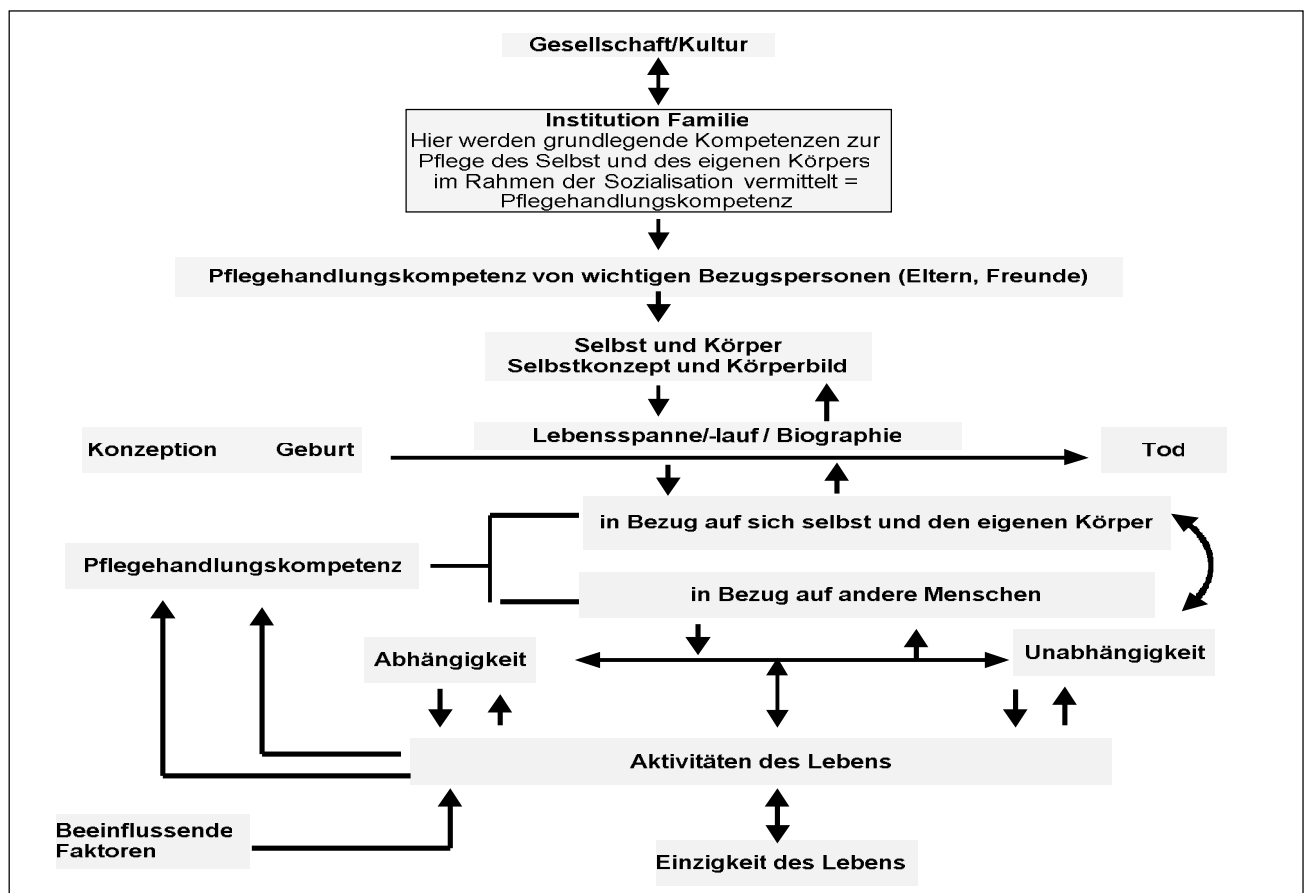 Gesellschaft/Kultur
Institution Familie
Hier werden grundlegende Kompetenzen zur
Pflege des Selbst und des eigenen Körpers
im Rahmen der Sozialisation vermittelt =
Pflegehandlungskompetenz
Pflegehandlungskompetenz von wichtigen Bezugspersonen (Eltern, Freunde)
Selbst und Körper
Selbstkonzept und Körperbild
Lebensspanne/-lauf / Biographie
Konzeption Geburt
Tod
in Bezug auf sich selbst und den eigenen Körper
Pflegehandlungskompetenz
in Bezug auf andere Menschen
Abhängigkeit
Unabhängigkeit
Aktivitäten des Lebens
Beeinflussende
Faktoren
Einzigkeit des Lebens